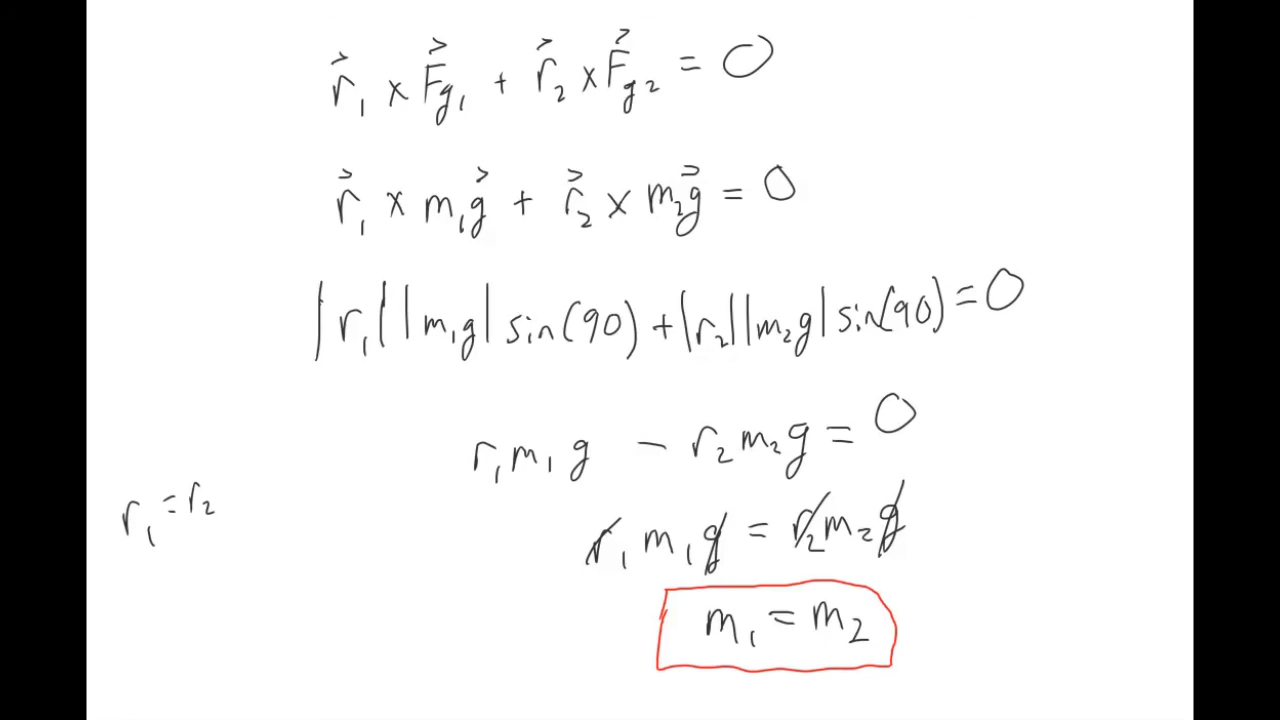 r⃗₁ × F⃗g₁ + r⃗₂ × F⃗g₂ = 0
r⃗₁ × m₁g⃗ + r⃗₂ × m₂g⃗ = 0
|r₁||m₁g| sin(90) + |r₂||m₂g| sin(90) = 0
r₁m₁g - r₂m₂g = 0
r₁ = r₂
r₁m₁g = r₂m₂g
m₁ = m₂